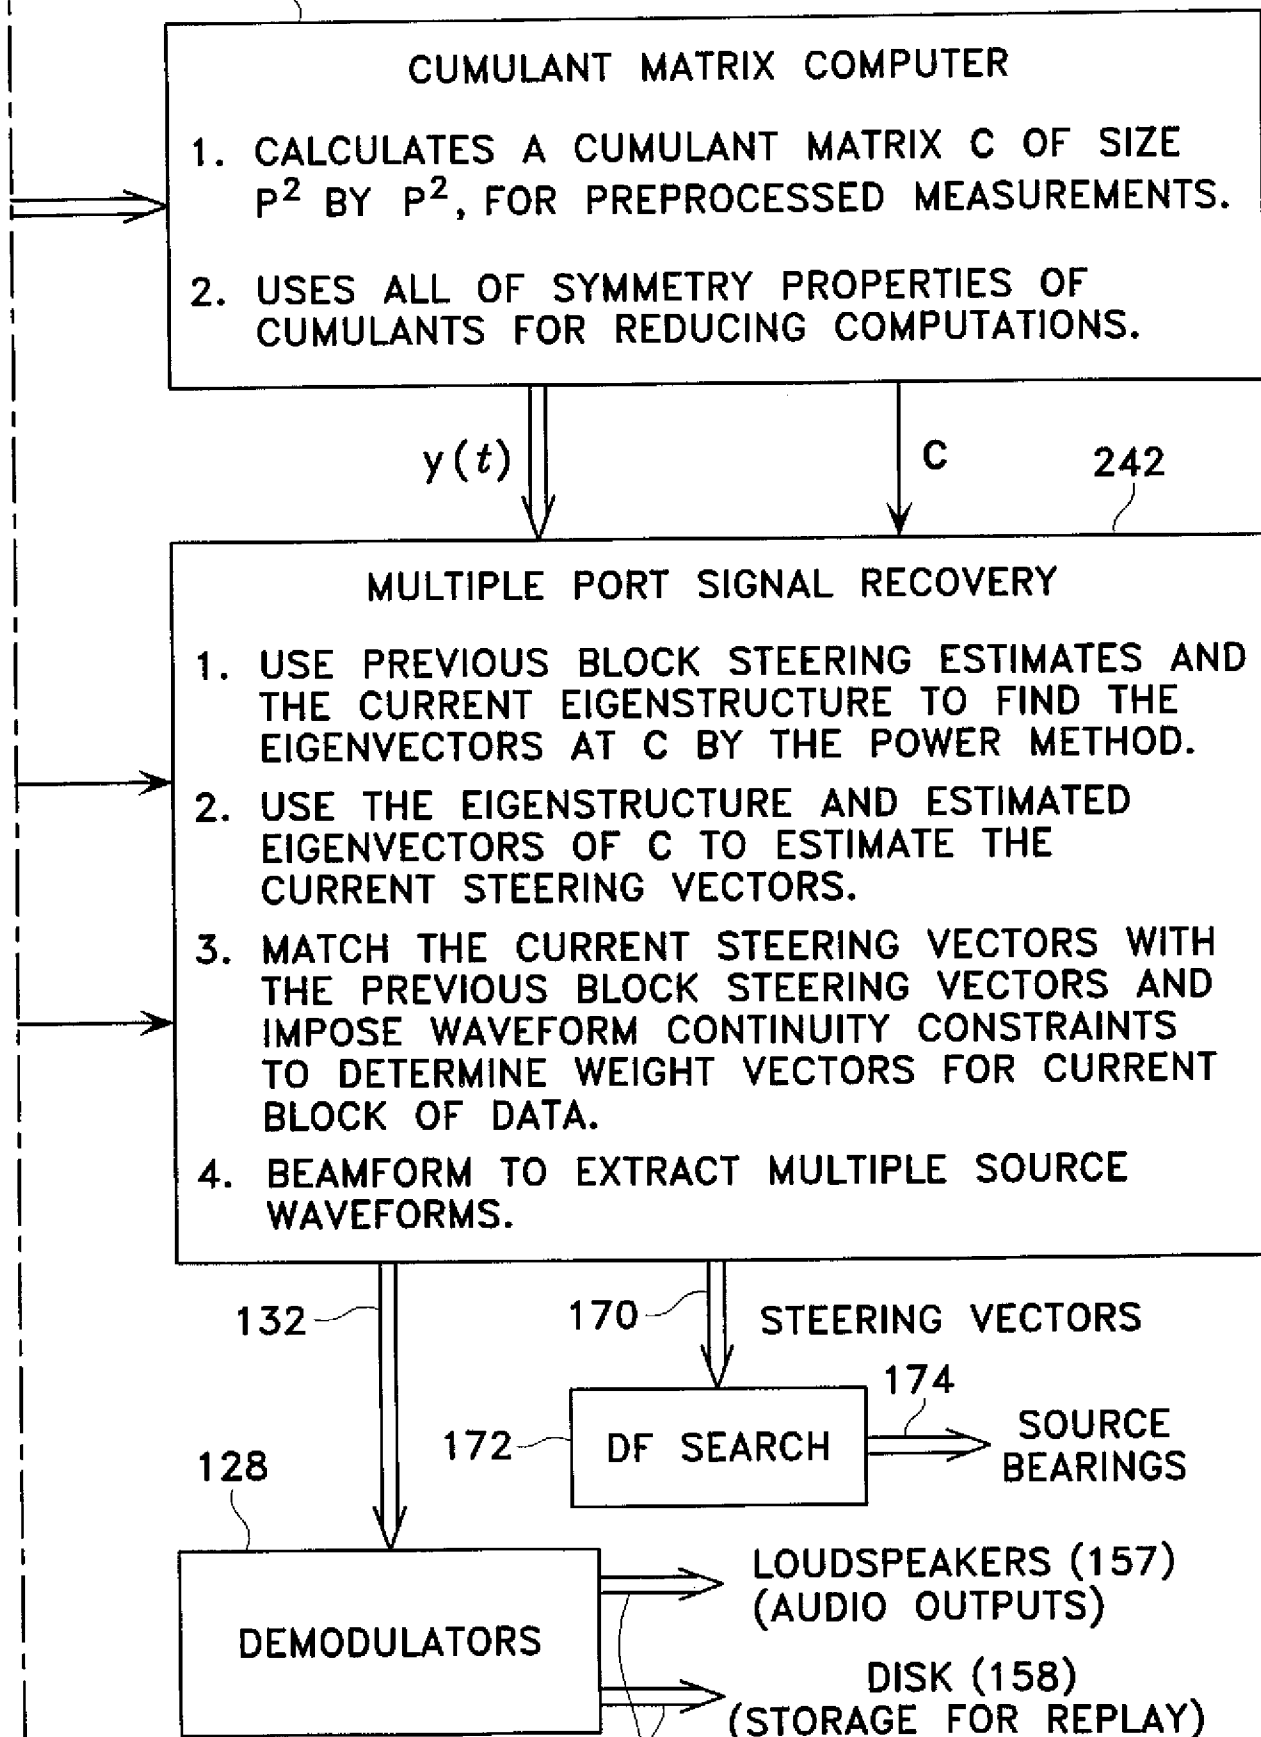 CUMULANT MATRIX COMPUTER
1. CALCULATES A CUMULANT MATRIX C OF SIZE
P² BY P², FOR PREPROCESSED MEASUREMENTS.
2. USES ALL OF SYMMETRY PROPERTIES OF
CUMULANTS FOR REDUCING COMPUTATIONS.
y(t)
C
242
MULTIPLE PORT SIGNAL RECOVERY
1. USE PREVIOUS BLOCK STEERING ESTIMATES AND
THE CURRENT EIGENSTRUCTURE TO FIND THE
EIGENVECTORS AT C BY THE POWER METHOD.
2. USE THE EIGENSTRUCTURE AND ESTIMATED
EIGENVECTORS OF C TO ESTIMATE THE
CURRENT STEERING VECTORS.
3. MATCH THE CURRENT STEERING VECTORS WITH
THE PREVIOUS BLOCK STEERING VECTORS AND
IMPOSE WAVEFORM CONTINUITY CONSTRAINTS
TO DETERMINE WEIGHT VECTORS FOR CURRENT
BLOCK OF DATA.
4. BEAMFORM TO EXTRACT MULTIPLE SOURCE
WAVEFORMS.
132
170
STEERING VECTORS
174
172
DF SEARCH
SOURCE
BEARINGS
128
DEMODULATORS
LOUDSPEAKERS (157)
(AUDIO OUTPUTS)
DISK (158)
(STORAGE FOR REPLAY)